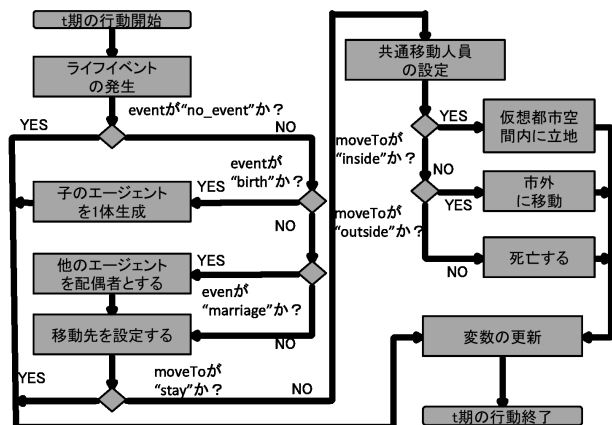 t期の行動開始
ライフイベント
の発生
eventが“no_event”か？
YES
NO
eventが
“birth”か？
YES
子のエージェント
を1体生成
NO
他のエージェント
を配偶者とする
YES
evenが
“marriage”か？
移動先を設定する
NO
YES
moveToが
“stay”か？
NO
共通移動人員
の設定
YES
仮想都市空
間内に立地
moveToが
“inside”か？
NO
市外
に移動
YES
moveToが
“outside”か？
NO
死亡する
変数の更新
t期の行動終了